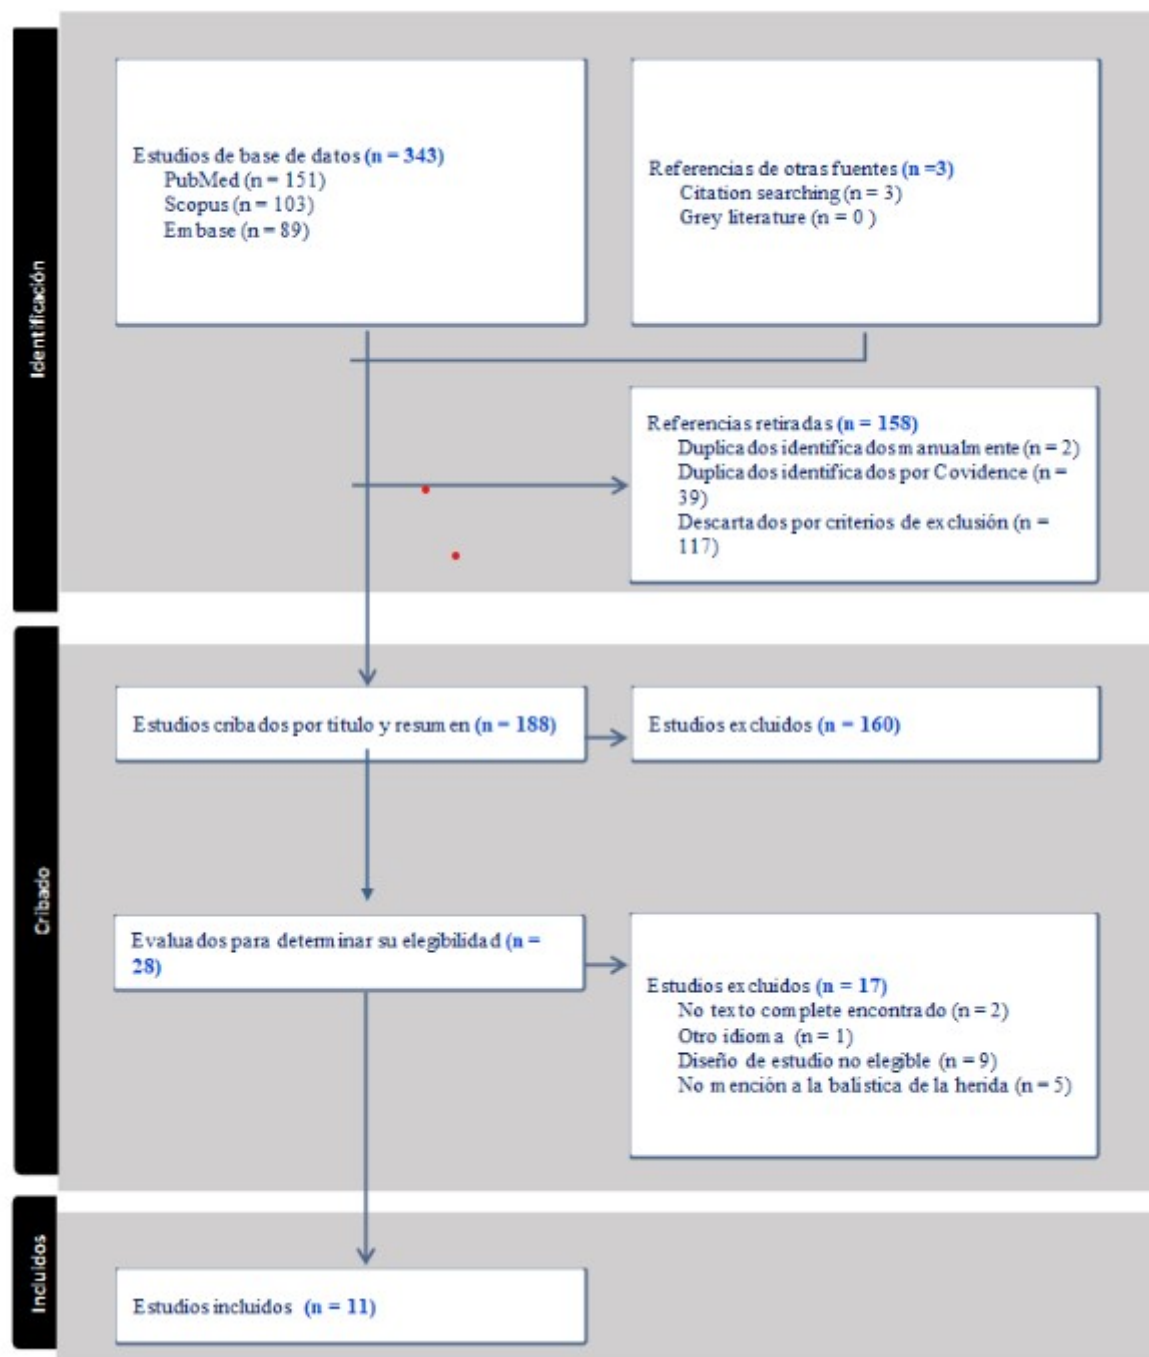 Identificación
Estudios de base de datos (n = 343)
PubMed (n = 151)
Scopus (n = 103)
Embase (n = 89)
Referencias de otras fuentes (n =3)
Citation searching (n = 3)
Grey literature (n = 0 )
Referencias retiradas (n = 158)
Duplicados identificados manualmente (n = 2)
Duplicados identificados por Covidence (n =
39)
Descartados por criterios de exclusión (n =
117)
Cribado
Estudios cribados por titulo y resumen (n = 188)
Estudios excluidos (n = 160)
Evaluados para determinar su elegibilidad (n =
28)
Estudios excluidos (n = 17)
No texto complete encontrado (n = 2)
Otro idioma (n = 1)
Diseño de estudio no elegible (n = 9)
No mención a la balística de la herida (n = 5)
Incluidos
Estudios incluidos (n = 11)